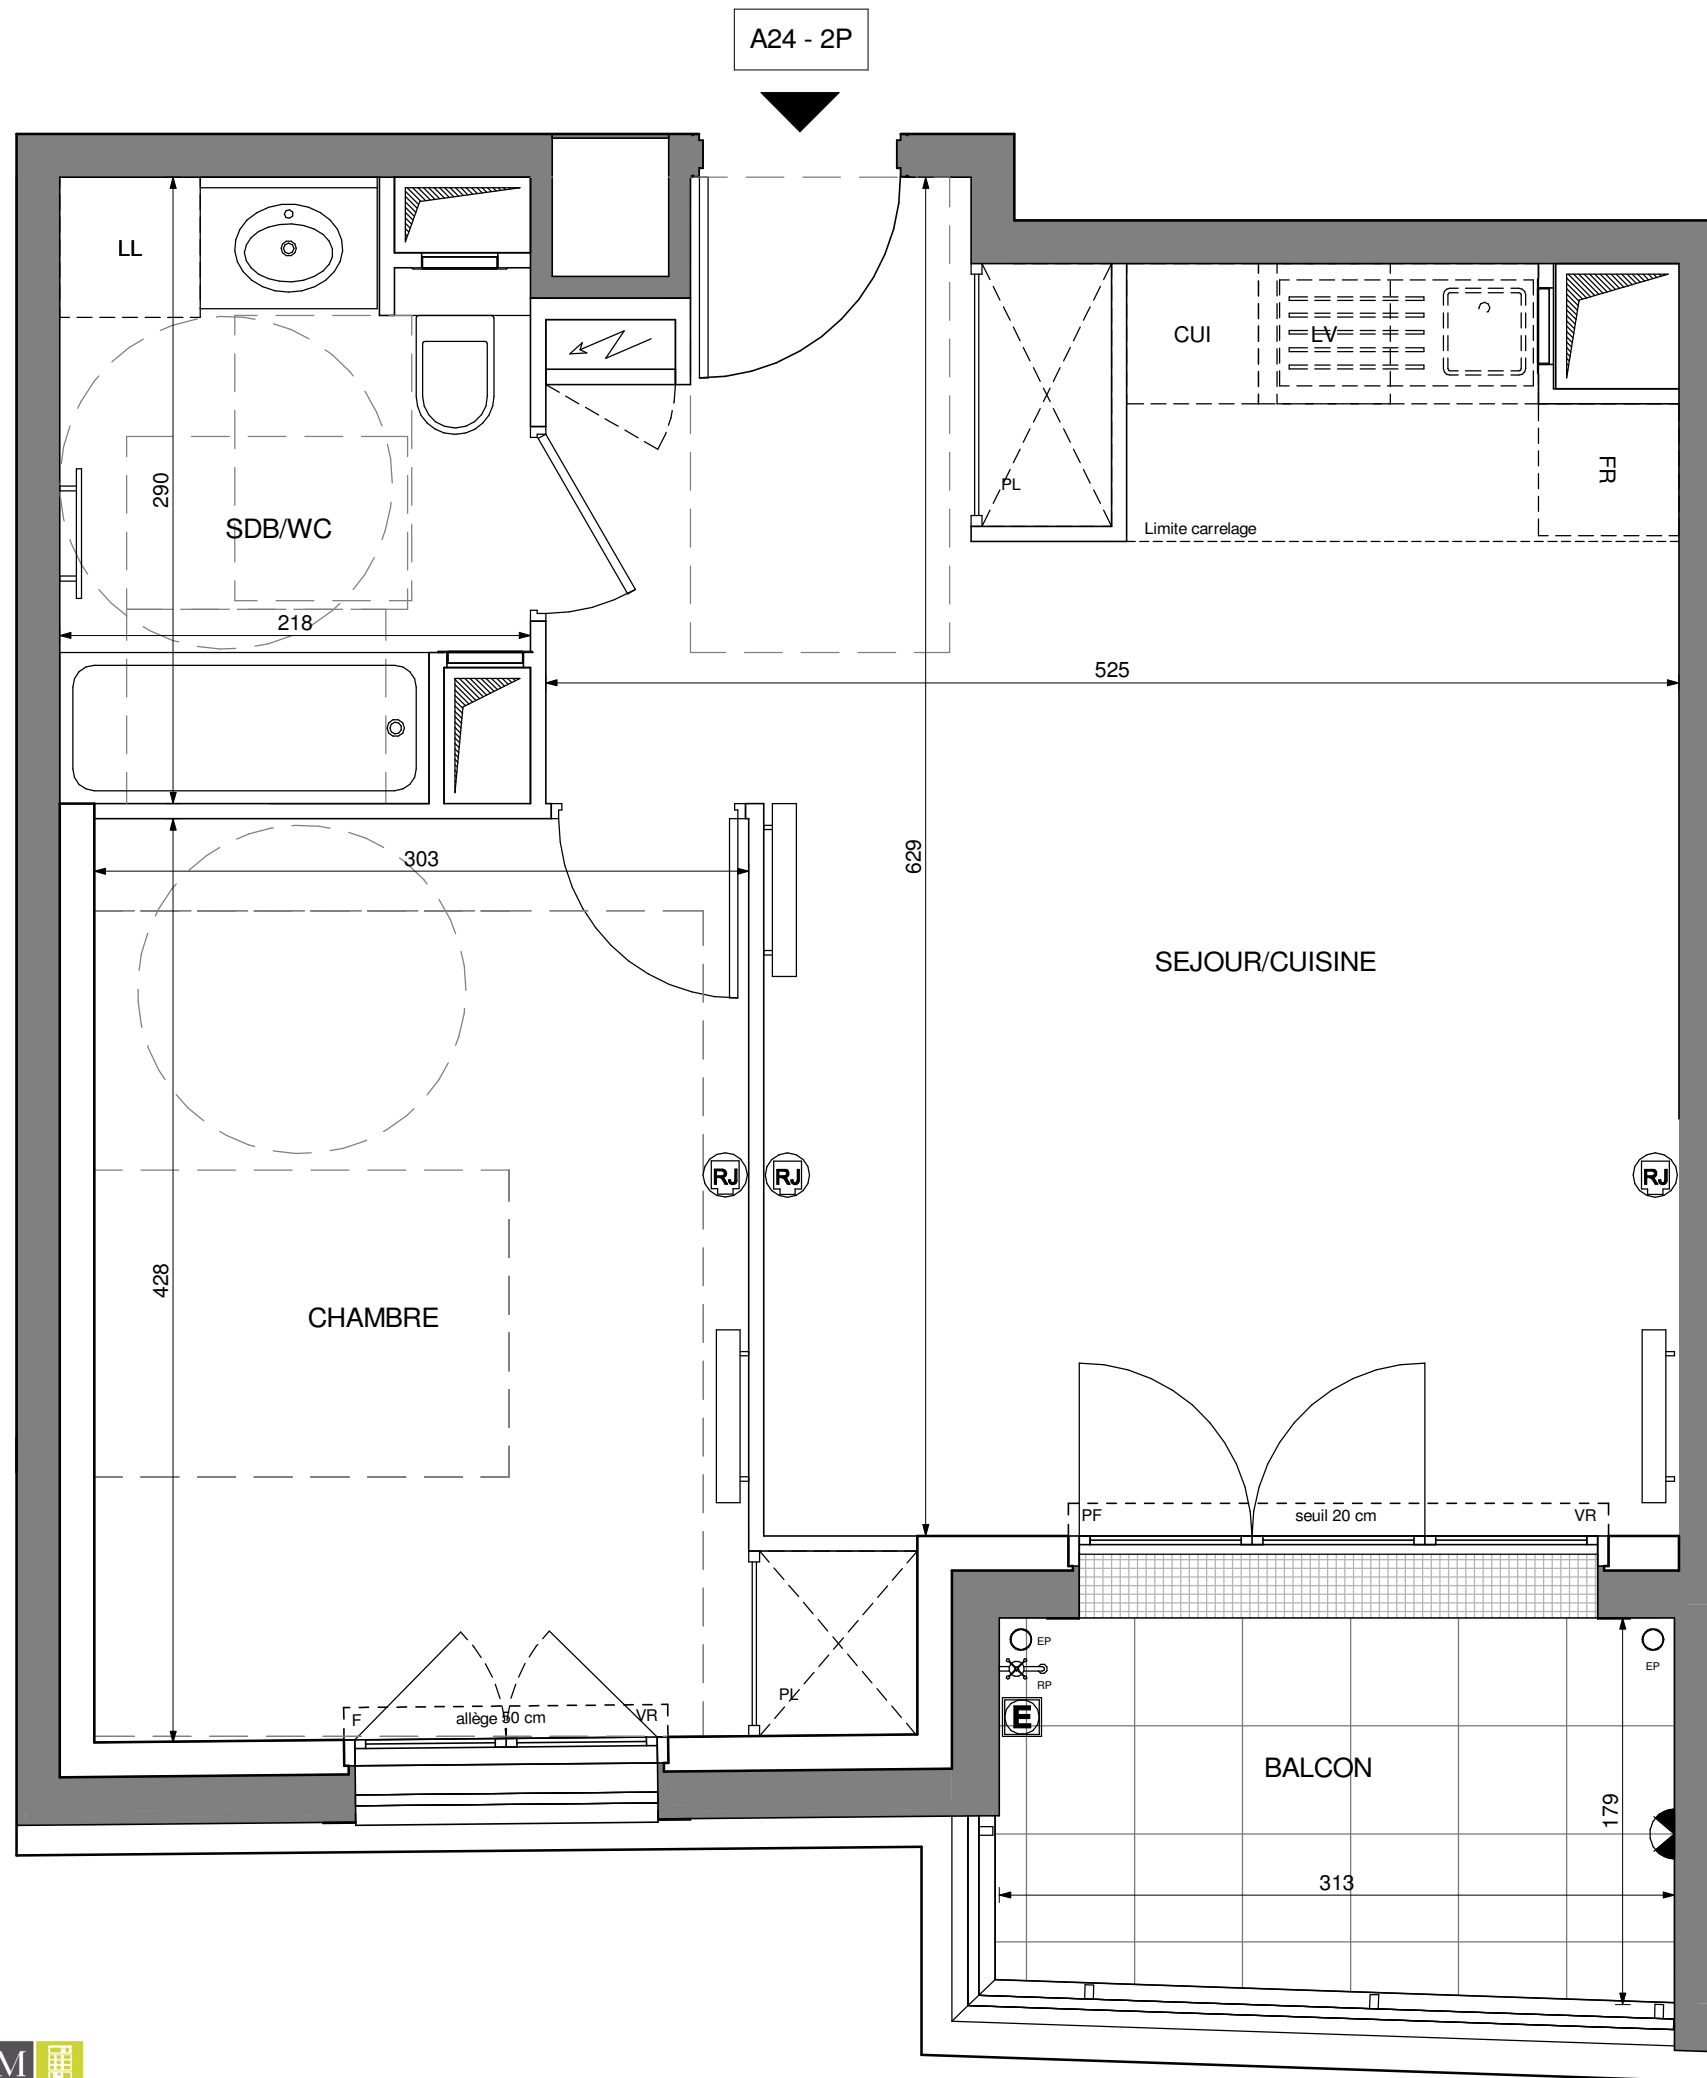 A24 - 2P
LL
CUI
LV
FR
PL
Limite carrelage
290
SDB/WC
218
525
303
629
SEJOUR/CUISINE
RJ
RJ
RJ
428
CHAMBRE
PF
seuil 20 cm
VR
EP
EP
RP
E
PL
F
allège 50 cm
VR
BALCON
179
313
M